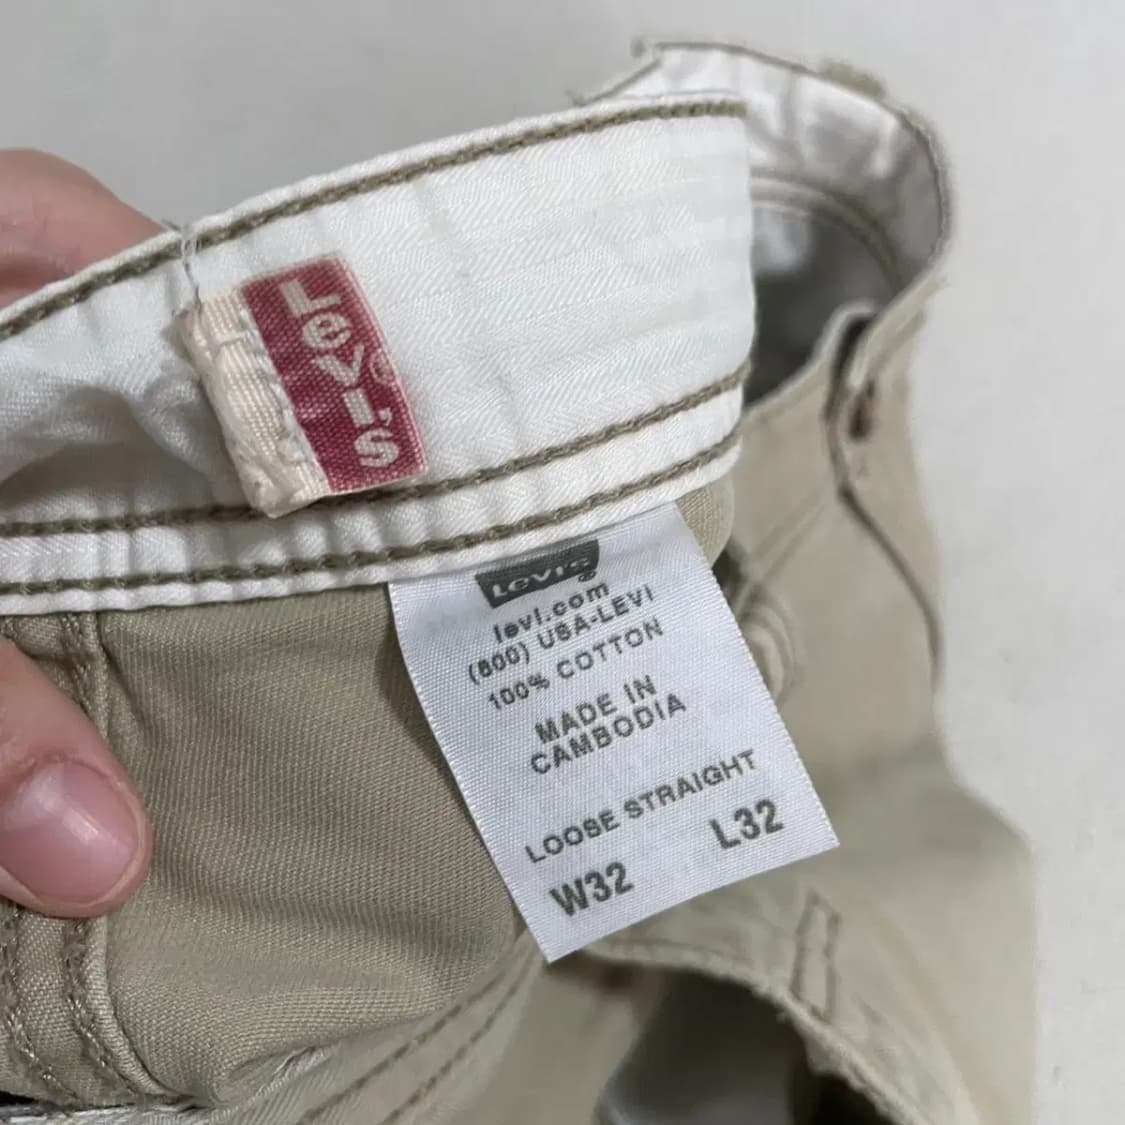 Levi's®
Levi's®
levi.com
(800) USA-LEVI
100% COTTON
MADE IN
CAMBODIA
LOOSE STRAIGHT
W32 L32